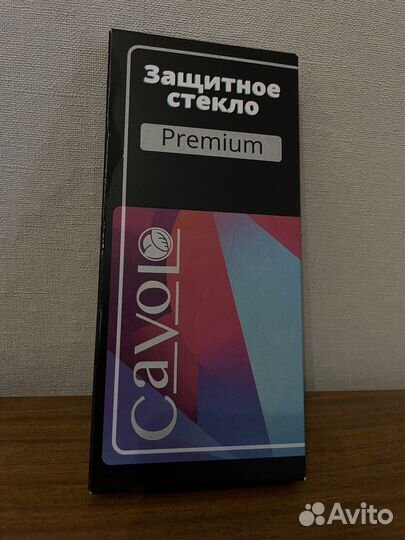 Защитное
стекло
Premium
cavolo
Avito